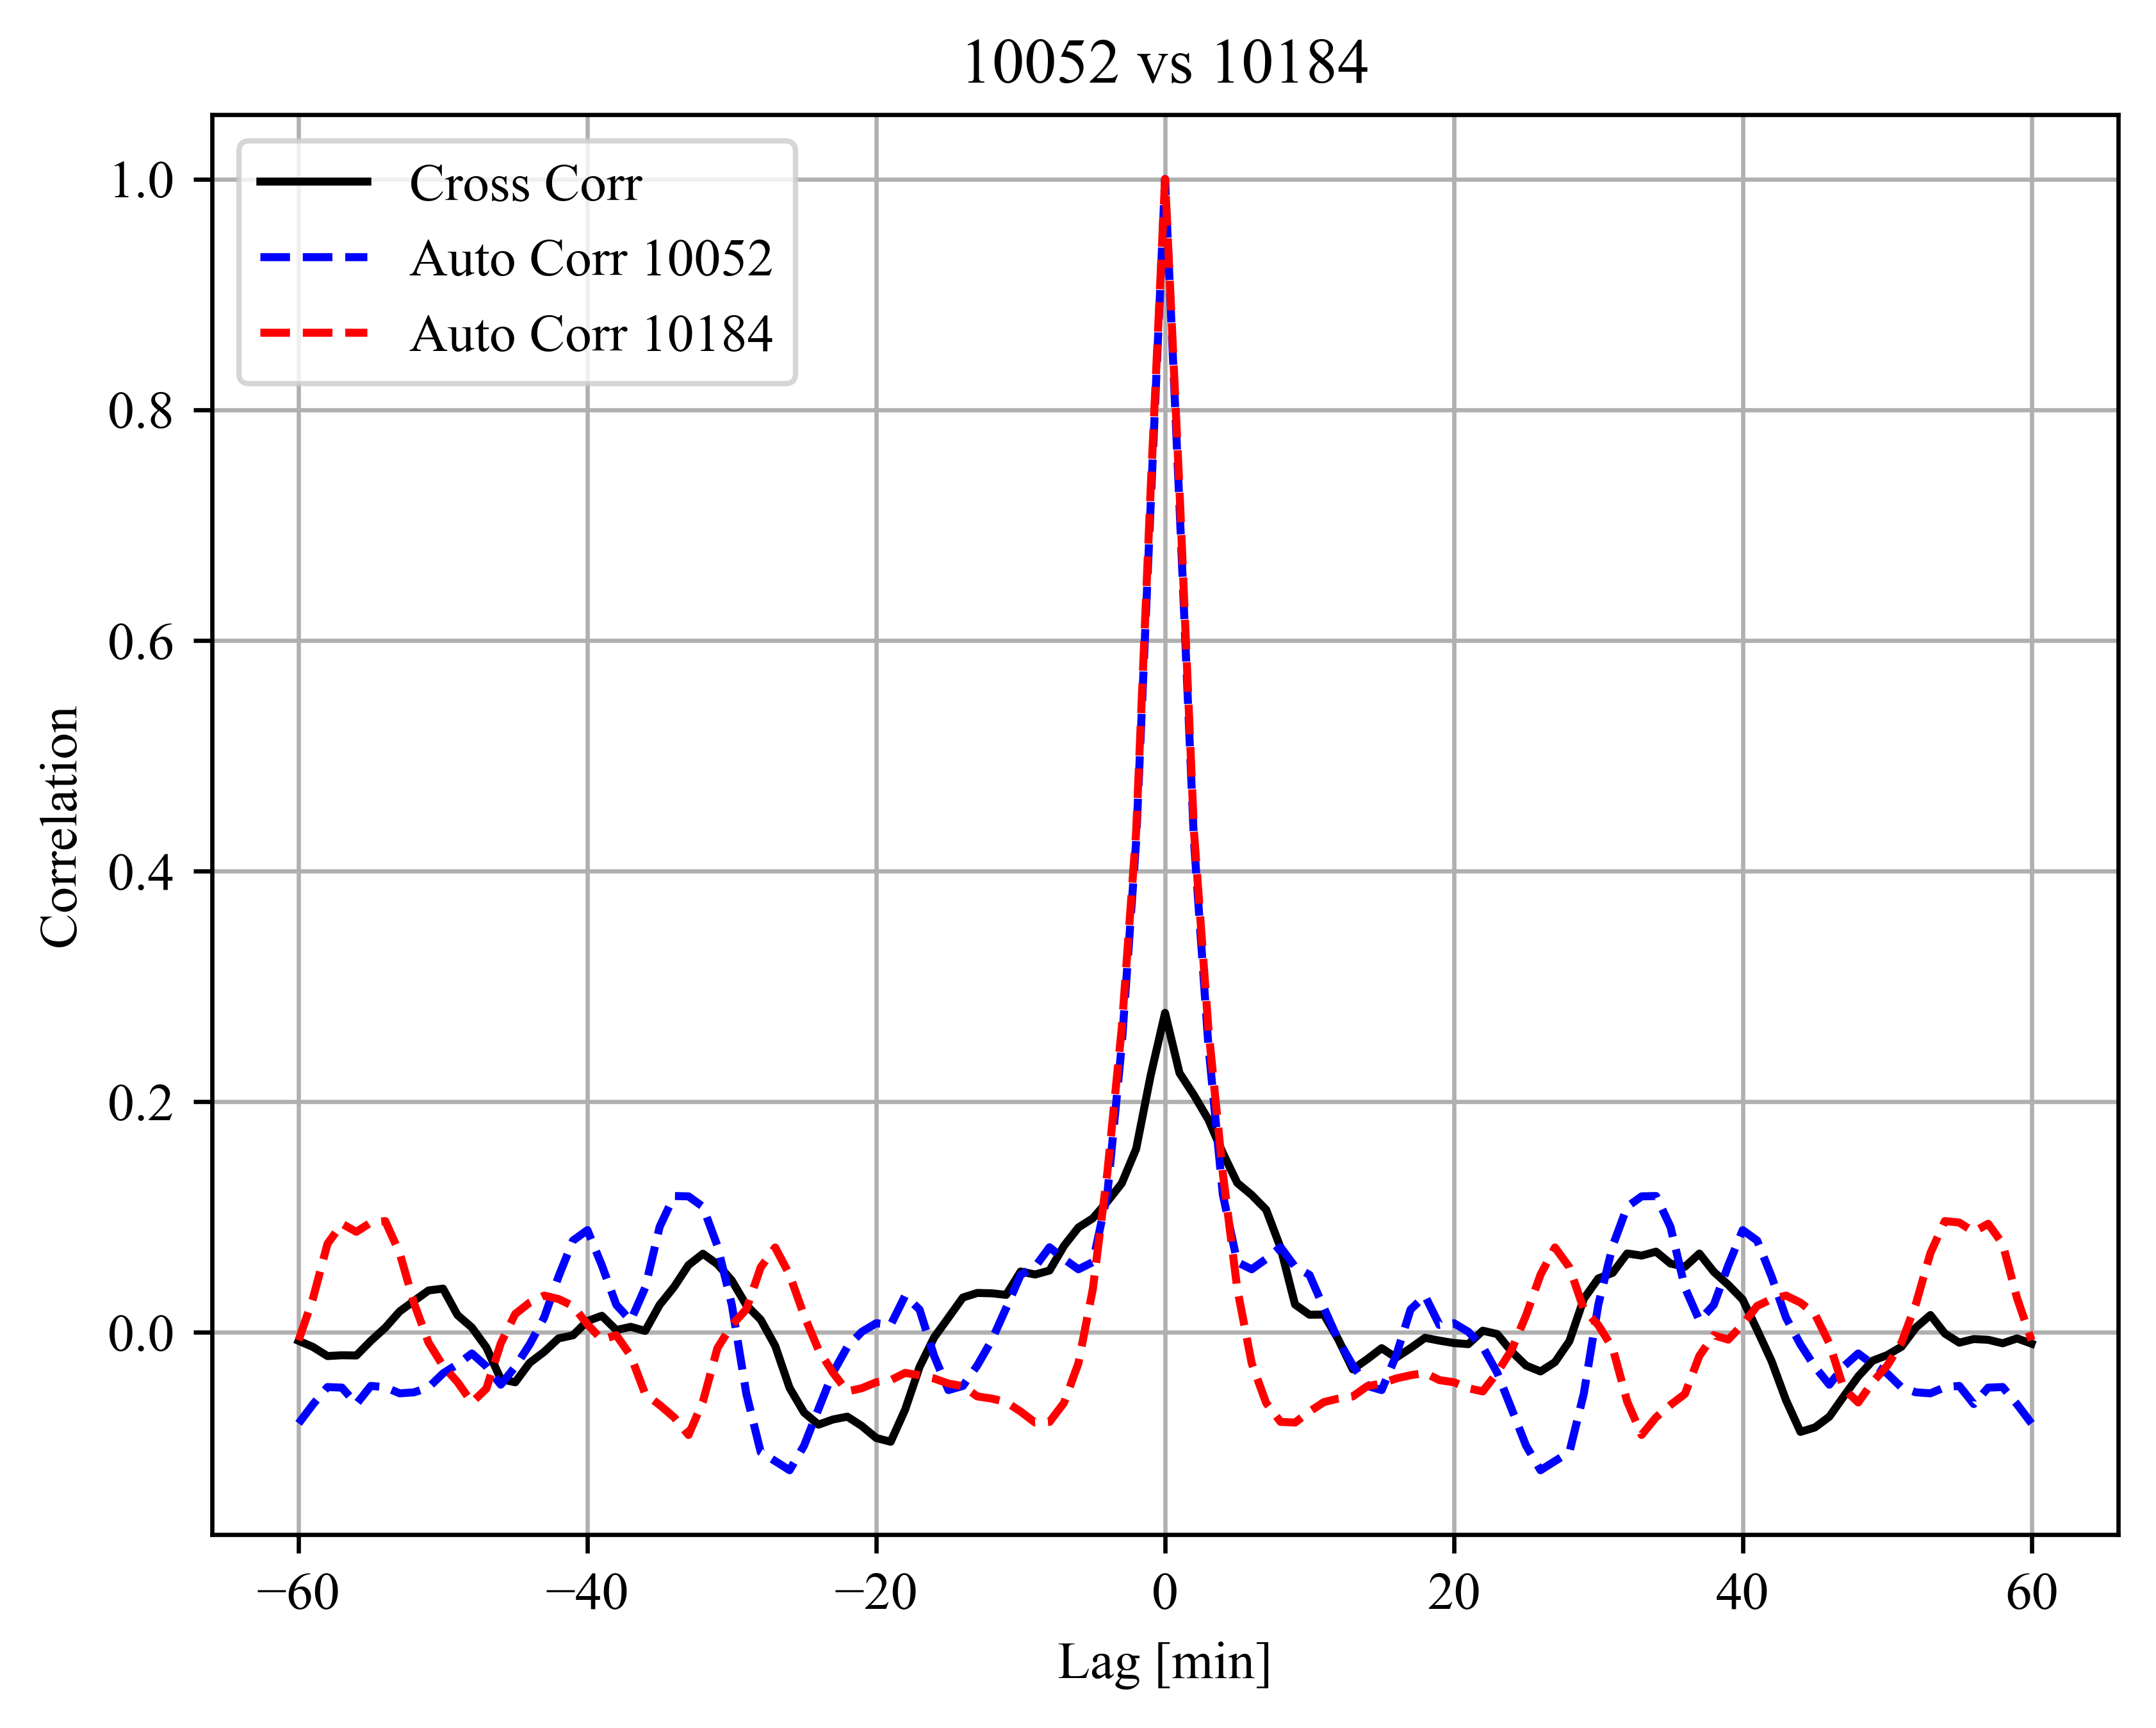 10052 vs 10184
Cross Corr
Auto Corr 10052
Auto Corr 10184
1.0
0.8
0.6
0.4
0.2
0.0
Correlation
−60
−40
−20
0
20
40
60
Lag [min]